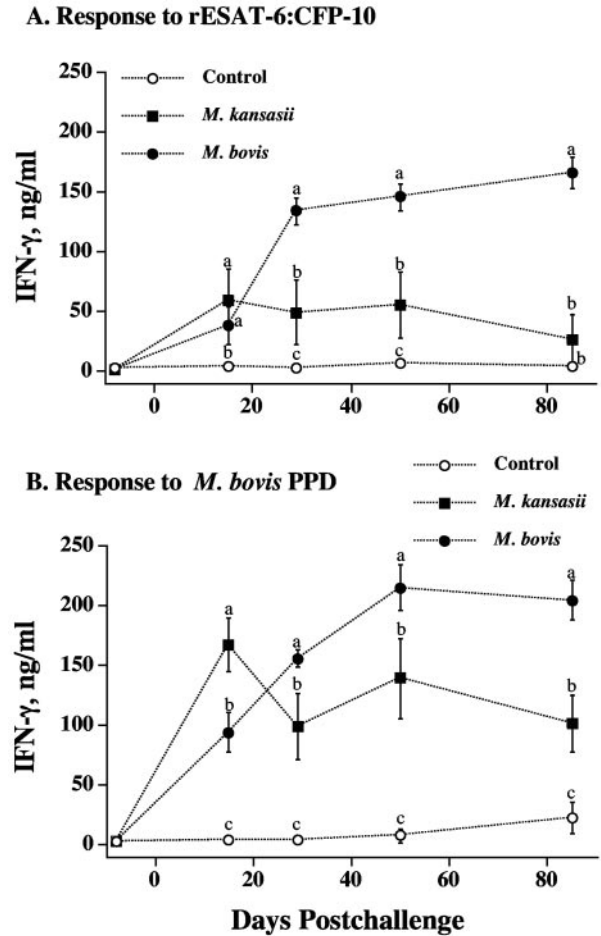 A. Response to rESAT-6:CFP-10
250
200
150
100
50
0
IFN-γ, ng/ml
Control
M. kansasii
M. bovis
a
a
b
a
b
c
a
b
c
a
b
b
0
20
40
60
80
B. Response to M. bovis PPD
Control
M. kansasii
M. bovis
250
200
150
100
50
0
IFN-γ, ng/ml
a
b
c
a
b
c
a
b
c
a
b
c
0
20
40
60
80
Days Postchallenge